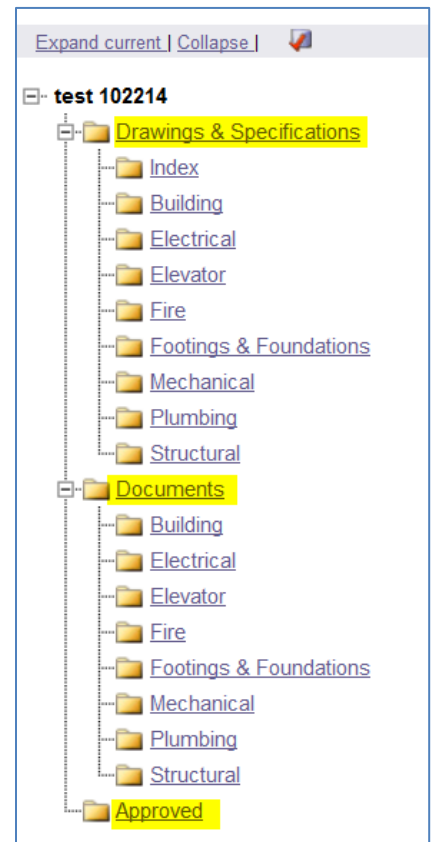 Expand current | Collapse |
test 102214
Drawings & Specifications
Index
Building
Electrical
Elevator
Fire
Footings & Foundations
Mechanical
Plumbing
Structural
Documents
Building
Electrical
Elevator
Fire
Footings & Foundations
Mechanical
Plumbing
Structural
Approved